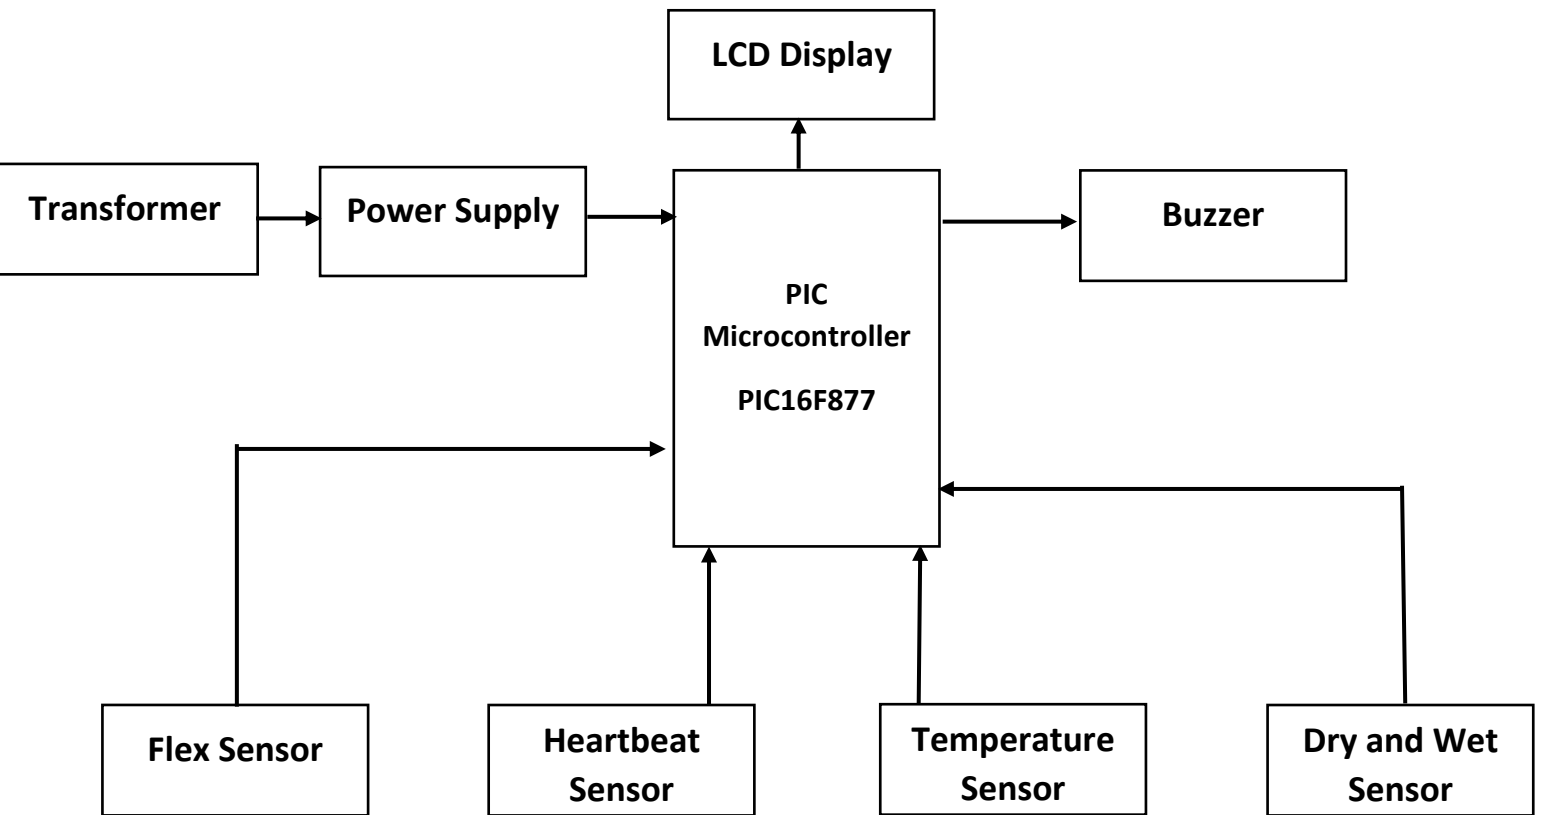 LCD Display
Transformer
Power Supply
Buzzer
PIC
Microcontroller
PIC16F877
Flex Sensor
Heartbeat
Sensor
Temperature
Sensor
Dry and Wet
Sensor